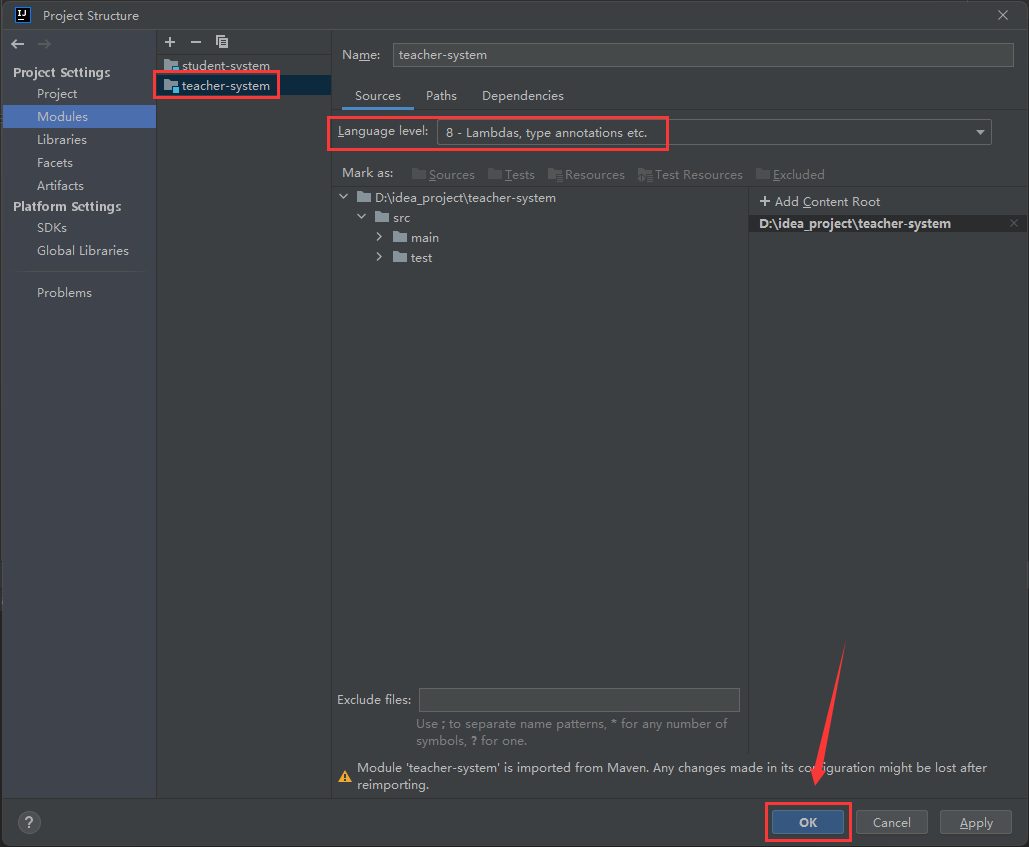 Project Structure
Project Settings
Project
Modules
Libraries
Facets
Artifacts
Platform Settings
SDKs
Global Libraries
Problems
student-system
teacher-system
Name: teacher-system
Sources Paths Dependencies
Language level: 8 - Lambdas, type annotations etc.
Mark as: Sources Tests Resources Test Resources Excluded
D:\idea_project\teacher-system
src
main
test
+ Add Content Root
D:\idea_project\teacher-system
Exclude files:
Use ; to separate name patterns, * for any number of
symbols, ? for one.
Module 'teacher-system' is imported from Maven. Any changes made in its configuration might be lost after
reimporting.
? OK Cancel Apply